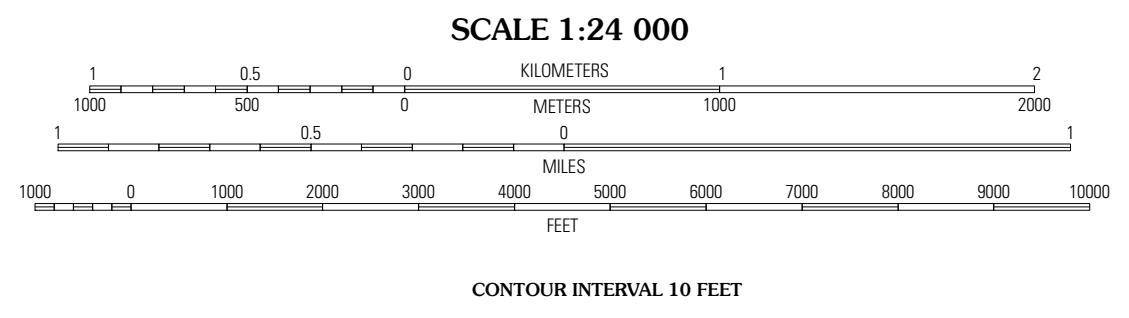 SCALE 1:24 000
1 0.5 0 KILOMETERS 1 2
1000 500 0 METERS 1000 2000
1 0.5 0 1
MILES
1000 0 1000 2000 3000 4000 5000 6000 7000 8000 9000 10000
FEET
CONTOUR INTERVAL 10 FEET